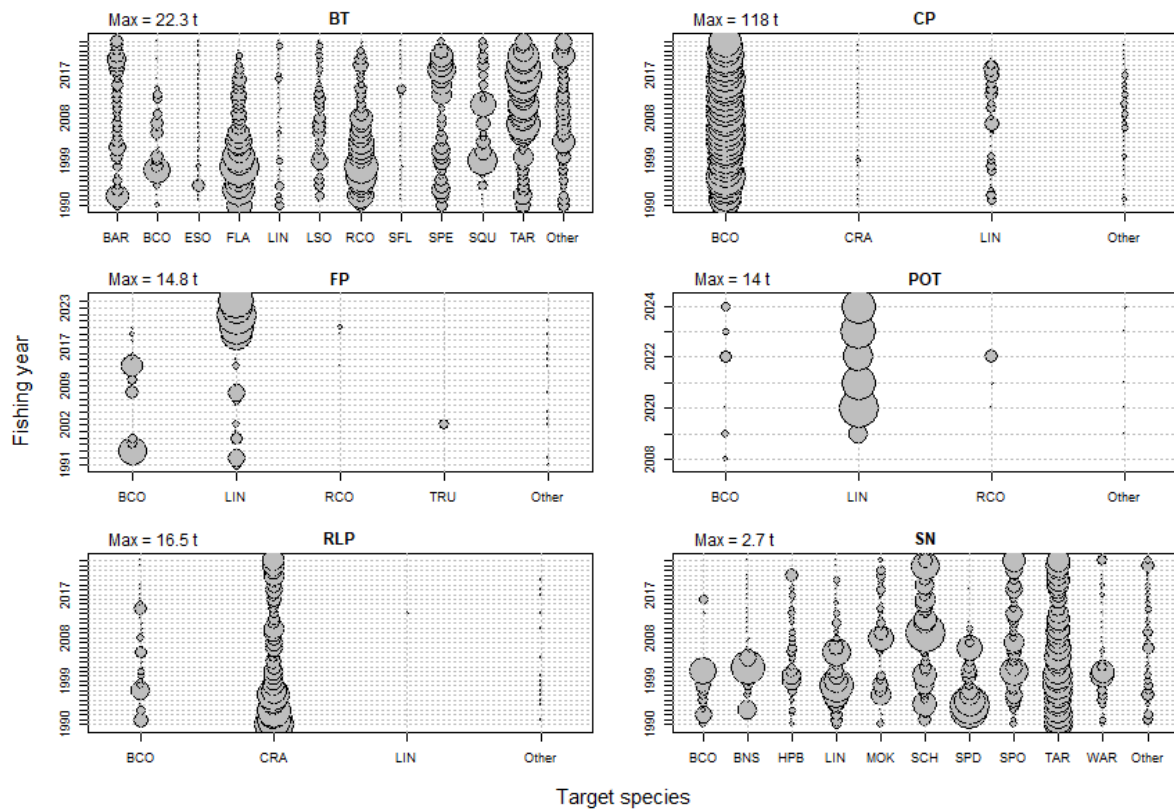 Max = 22.3 t BT
1990 1999 2008 2017
BAR BCO ESO FLA LIN LSO RCO SFL SPE SQU TAR Other
Max = 118 t CP
1990 1999 2008 2017
BCO CRA LIN Other
Max = 14.8 t FP
1991 2002 2009 2017 2023
BCO LIN RCO TRU Other
Max = 14 t POT
2008 2020 2022 2024
BCO LIN RCO Other
Max = 16.5 t RLP
1990 1999 2008 2017
BCO CRA LIN Other
Max = 2.7 t SN
1990 1999 2008 2017
BCO BNS HPB LIN MOK SCH SPD SPO TAR WAR Other
Fishing year
Target species